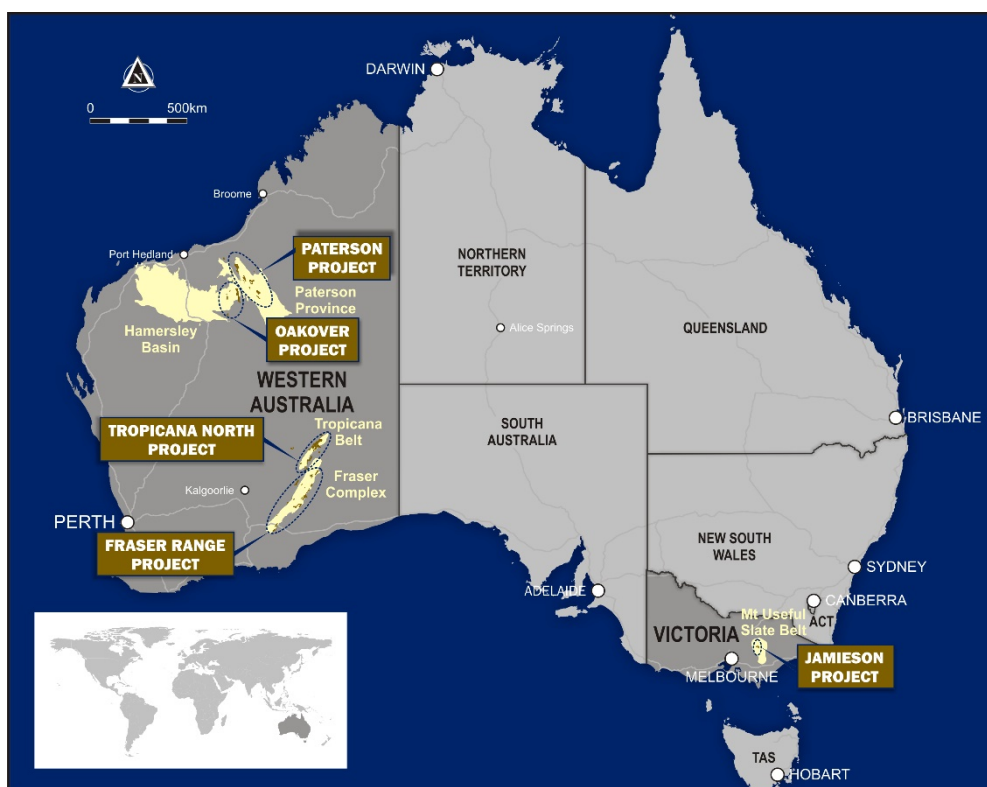 DARWIN
N
0 500km
Broome
Port Hedland
PATERSON
PROJECT
NORTHERN
TERRITORY
Paterson
Province
Hamersley
Basin
OAKOVER
PROJECT
Alice Springs
QUEENSLAND
WESTERN
AUSTRALIA
TROPICANA NORTH
PROJECT
Tropicana
Belt
SOUTH
AUSTRALIA
BRISBANE
Kalgoorlie
Fraser
Complex
PERTH
FRASER RANGE
PROJECT
NEW SOUTH
WALES
SYDNEY
ADELAIDE
CANBERRA
ACT
Mt Useful
Slate Belt
VICTORIA
MELBOURNE
JAMIESON
PROJECT
TAS
HOBART